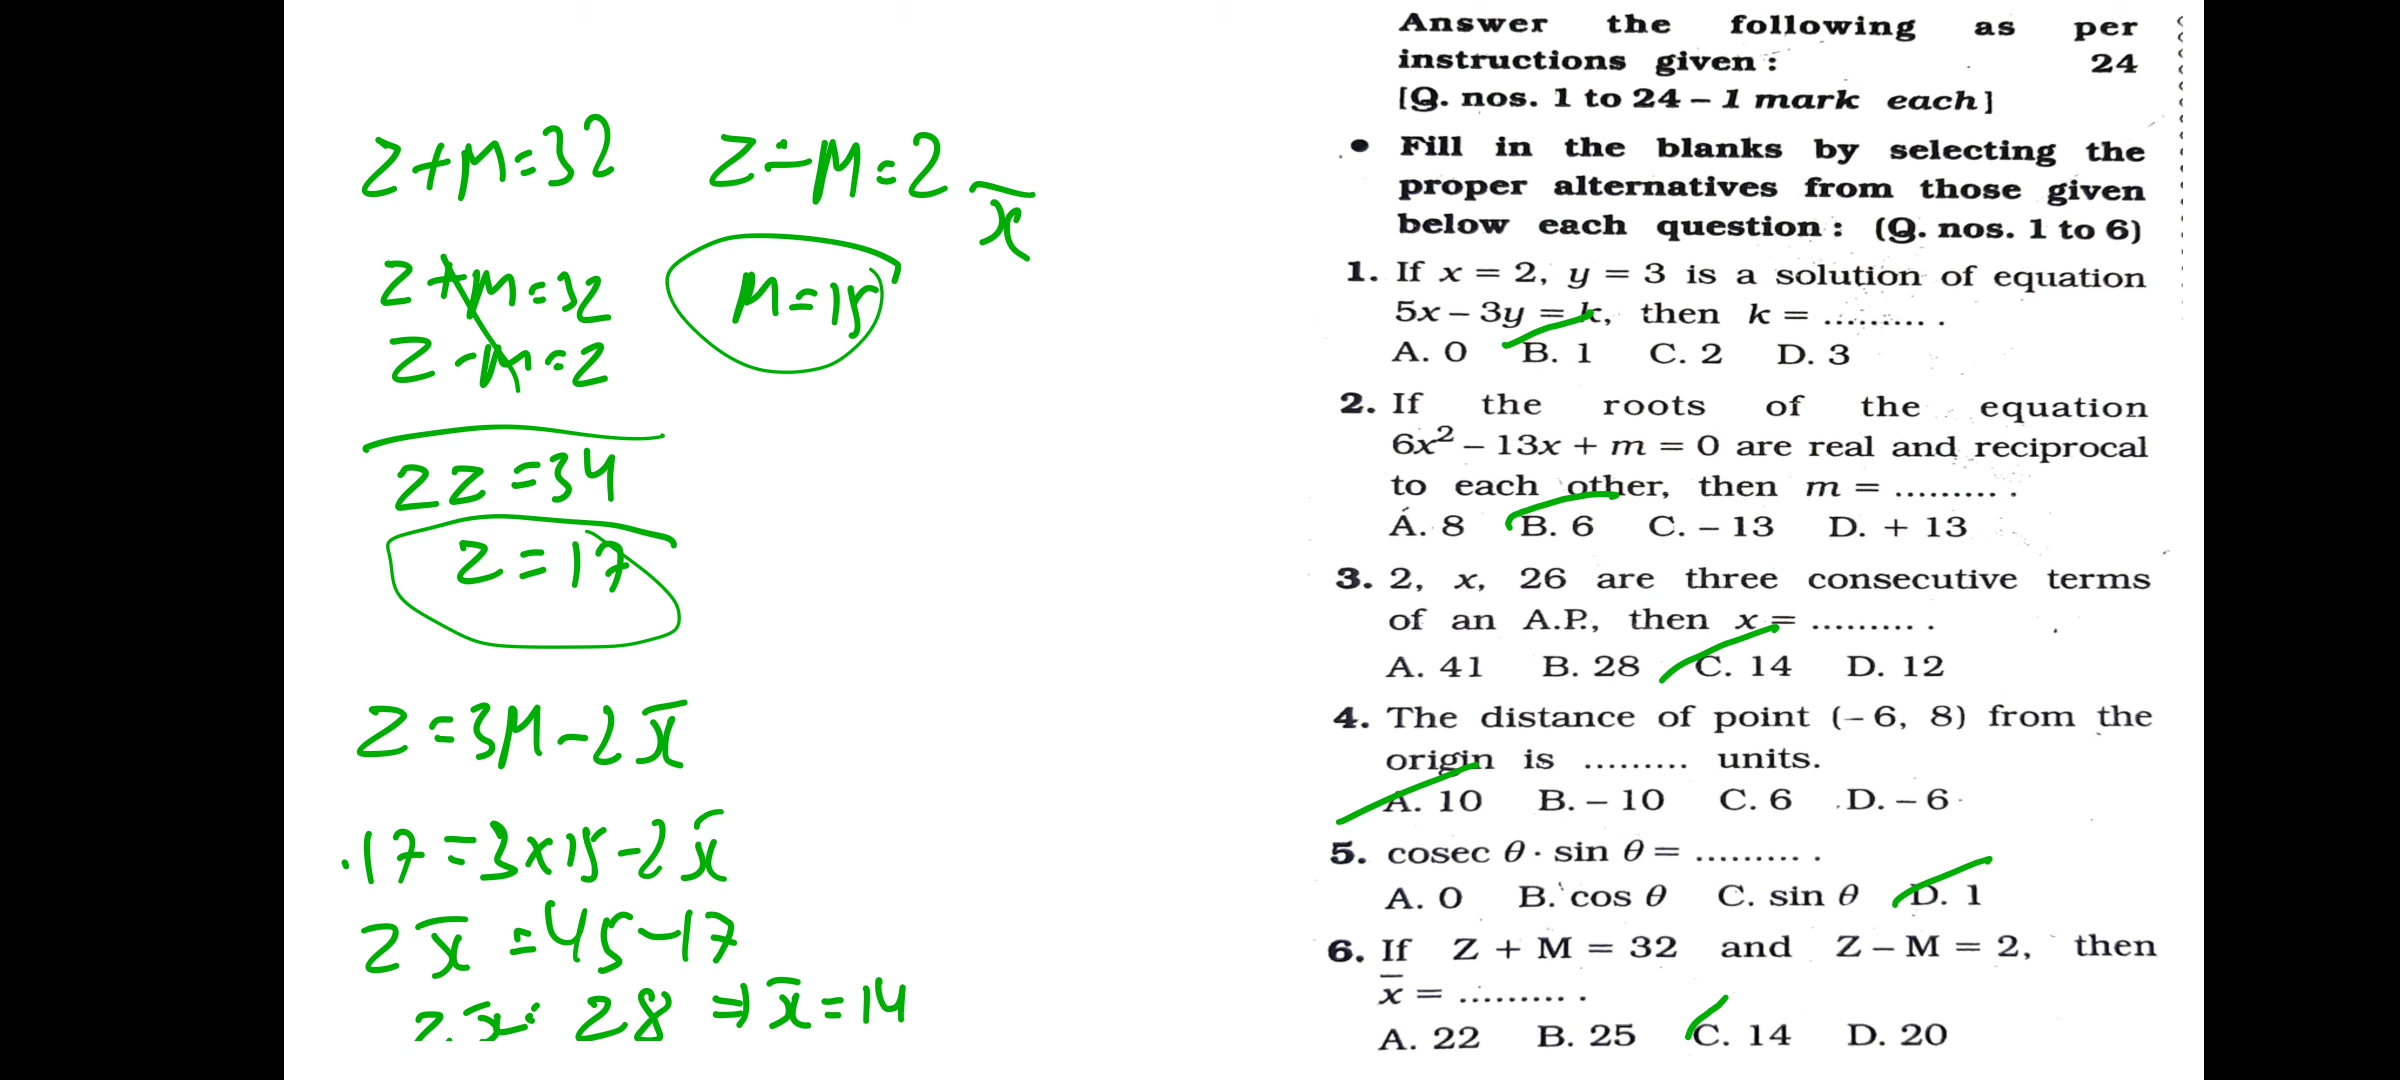 z+M=32
z-M=2
x̄
z+M=32
z-M=2
2z=34
z=17
M=15
z=3M-2x̄
17=3×15-2x̄
2x̄=45-17
2x̄= 28 ⇒ x̄=14
Answer the following as per
instructions given : 24
[Q. nos. 1 to 24 – 1 mark each]
• Fill in the blanks by selecting the
proper alternatives from those given
below each question : (Q. nos. 1 to 6)
1. If x = 2, y = 3 is a solution of equation
5x – 3y = k, then k = ......... .
A. 0 B. 1 C. 2 D. 3
2. If the roots of the equation
6x² – 13x + m = 0 are real and reciprocal
to each other, then m = ......... .
A. 8 B. 6 C. – 13 D. + 13
3. 2, x, 26 are three consecutive terms
of an A.P., then x = ......... .
A. 41 B. 28 C. 14 D. 12
4. The distance of point (– 6, 8) from the
origin is ......... units.
A. 10 B. – 10 C. 6 D. – 6
5. cosec θ · sin θ = ......... .
A. 0 B. cos θ C. sin θ D. 1
6. If Z + M = 32 and Z – M = 2, then
x̄ = ......... .
A. 22 B. 25 C. 14 D. 20